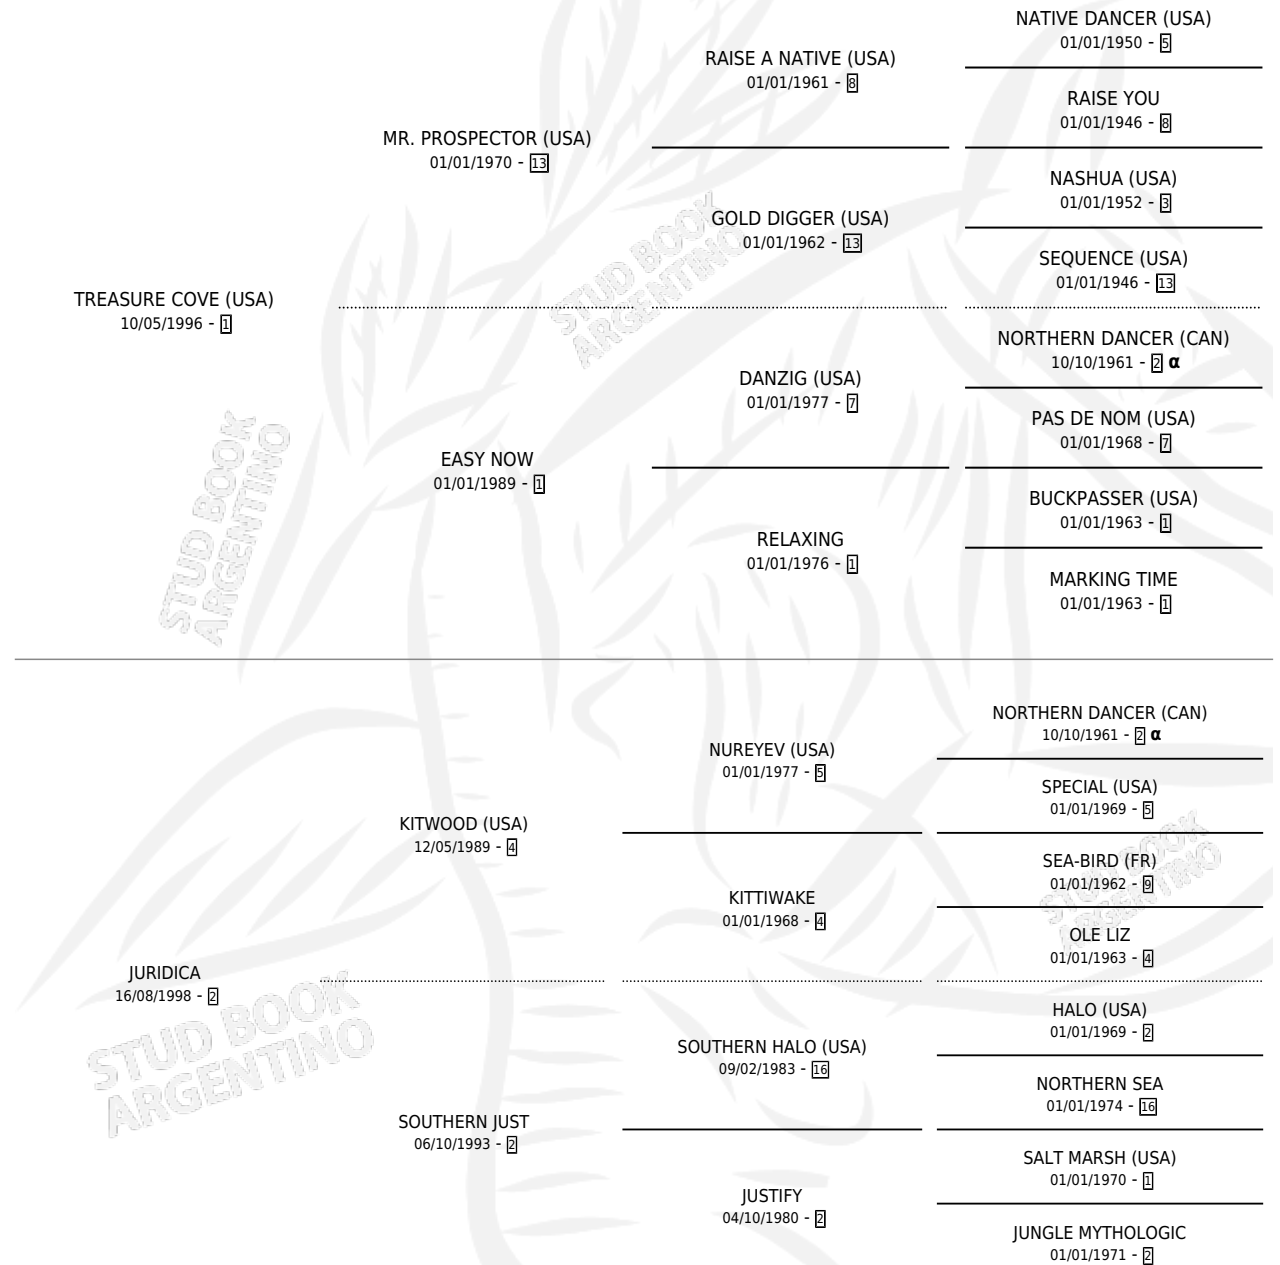 NATIVE DANCER (USA)
01/01/1950 - 5
RAISE A NATIVE (USA)
01/01/1961 - 8
RAISE YOU
01/01/1946 - 8
MR. PROSPECTOR (USA)
01/01/1970 - 13
NASHUA (USA)
01/01/1952 - 3
GOLD DIGGER (USA)
01/01/1962 - 13
SEQUENCE (USA)
01/01/1946 - 13
TREASURE COVE (USA)
10/05/1996 - 1
NORTHERN DANCER (CAN)
10/10/1961 - 2 α
DANZIG (USA)
01/01/1977 - 7
PAS DE NOM (USA)
01/01/1968 - 7
EASY NOW
01/01/1989 - 1
BUCKPASSER (USA)
01/01/1963 - 1
RELAXING
01/01/1976 - 1
MARKING TIME
01/01/1963 - 1
NORTHERN DANCER (CAN)
10/10/1961 - 2 α
NUREYEV (USA)
01/01/1977 - 5
SPECIAL (USA)
01/01/1969 - 5
KITWOOD (USA)
12/05/1989 - 4
SEA-BIRD (FR)
01/01/1962 - 9
KITTIWAKE
01/01/1968 - 4
OLE LIZ
01/01/1963 - 4
JURIDICA
16/08/1998 - 2
HALO (USA)
01/01/1969 - 2
SOUTHERN HALO (USA)
09/02/1983 - 16
NORTHERN SEA
01/01/1974 - 16
SOUTHERN JUST
06/10/1993 - 2
SALT MARSH (USA)
01/01/1970 - 1
JUSTIFY
04/10/1980 - 2
JUNGLE MYTHOLOGIC
01/01/1971 - 2
STUD BOOK
ARGENTINO
STUD BOOK
ARGENTINO
STUD BOOK
ARGENTINO
STUD BOOK
ARGENTINO